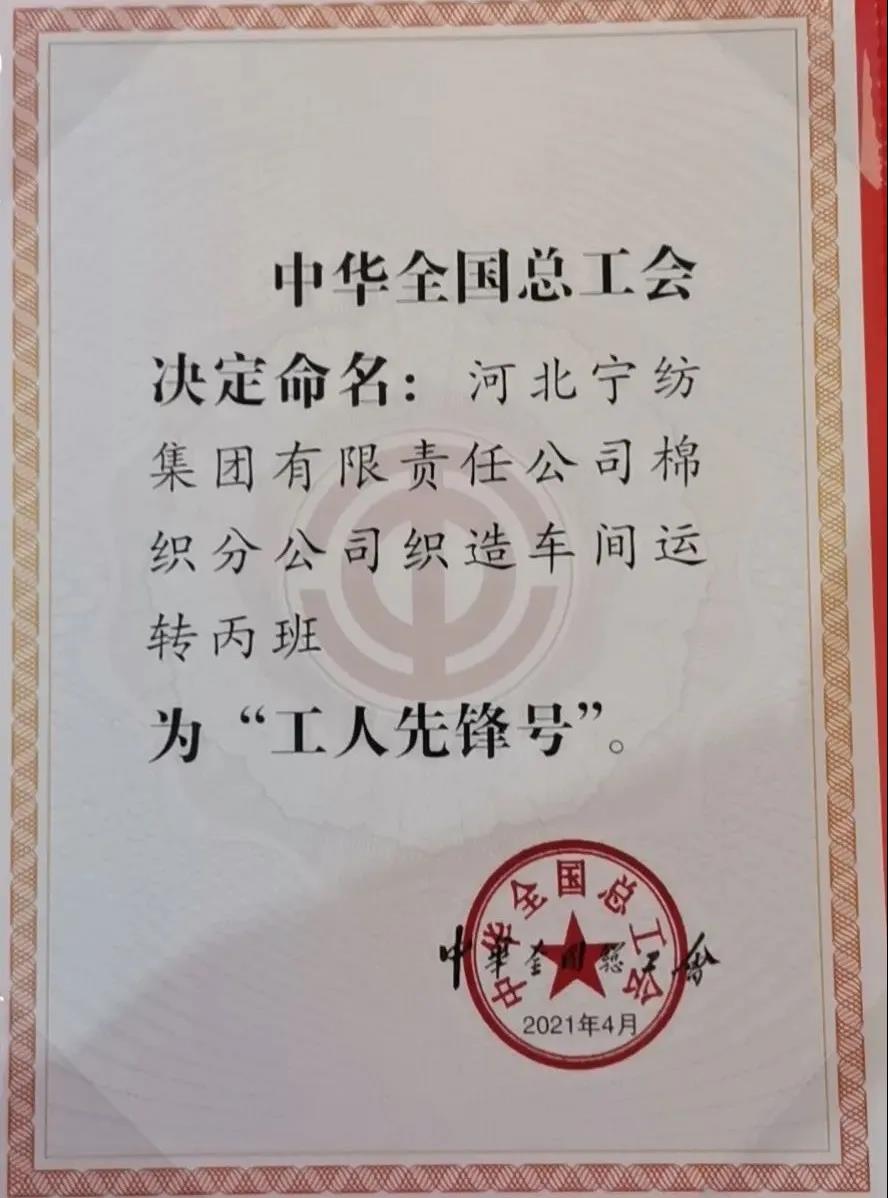 中华全国总工会
决定命名：河北宁纺
集团有限责任公司棉
织分公司织造车间运
转丙班
为“工人先锋号”。
中华全国总工会
中華全国總工會
2021年4月